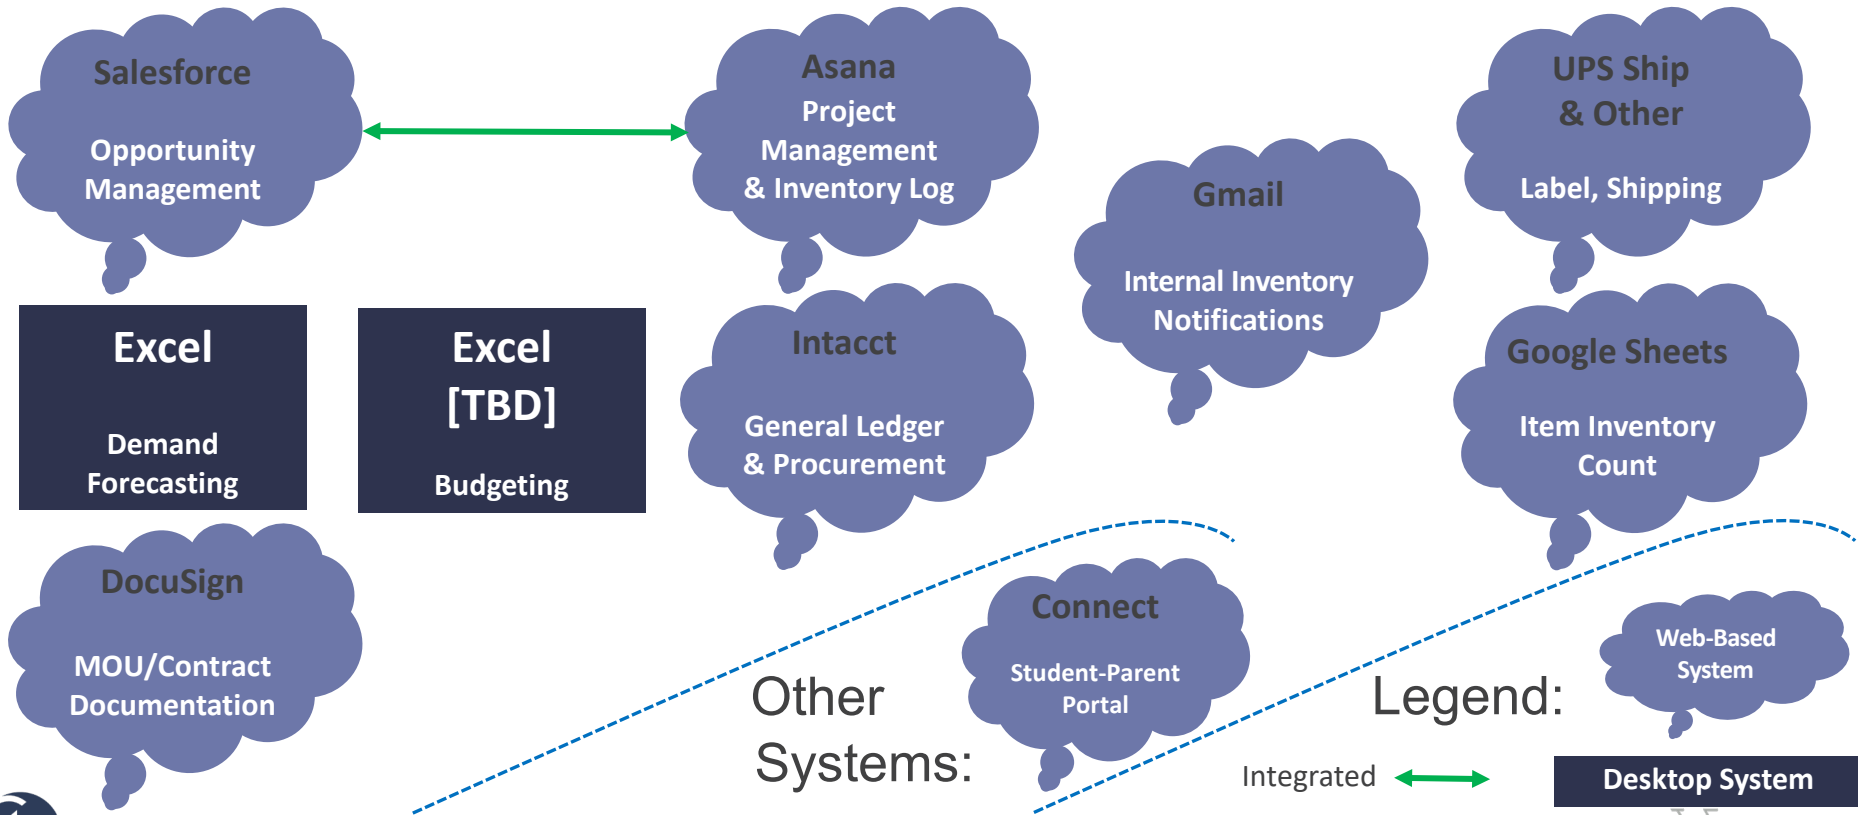 Salesforce
Opportunity
Management
Asana
Project
Management
& Inventory Log
UPS Ship
& Other
Label, Shipping
Gmail
Internal Inventory
Notifications
Excel
Demand
Forecasting
Excel
[TBD]
Budgeting
Intacct
General Ledger
& Procurement
Google Sheets
Item Inventory
Count
DocuSign
MOU/Contract
Documentation
Other
Systems:
Connect
Student-Parent
Portal
Legend:
Web-Based
System
Integrated
Desktop System